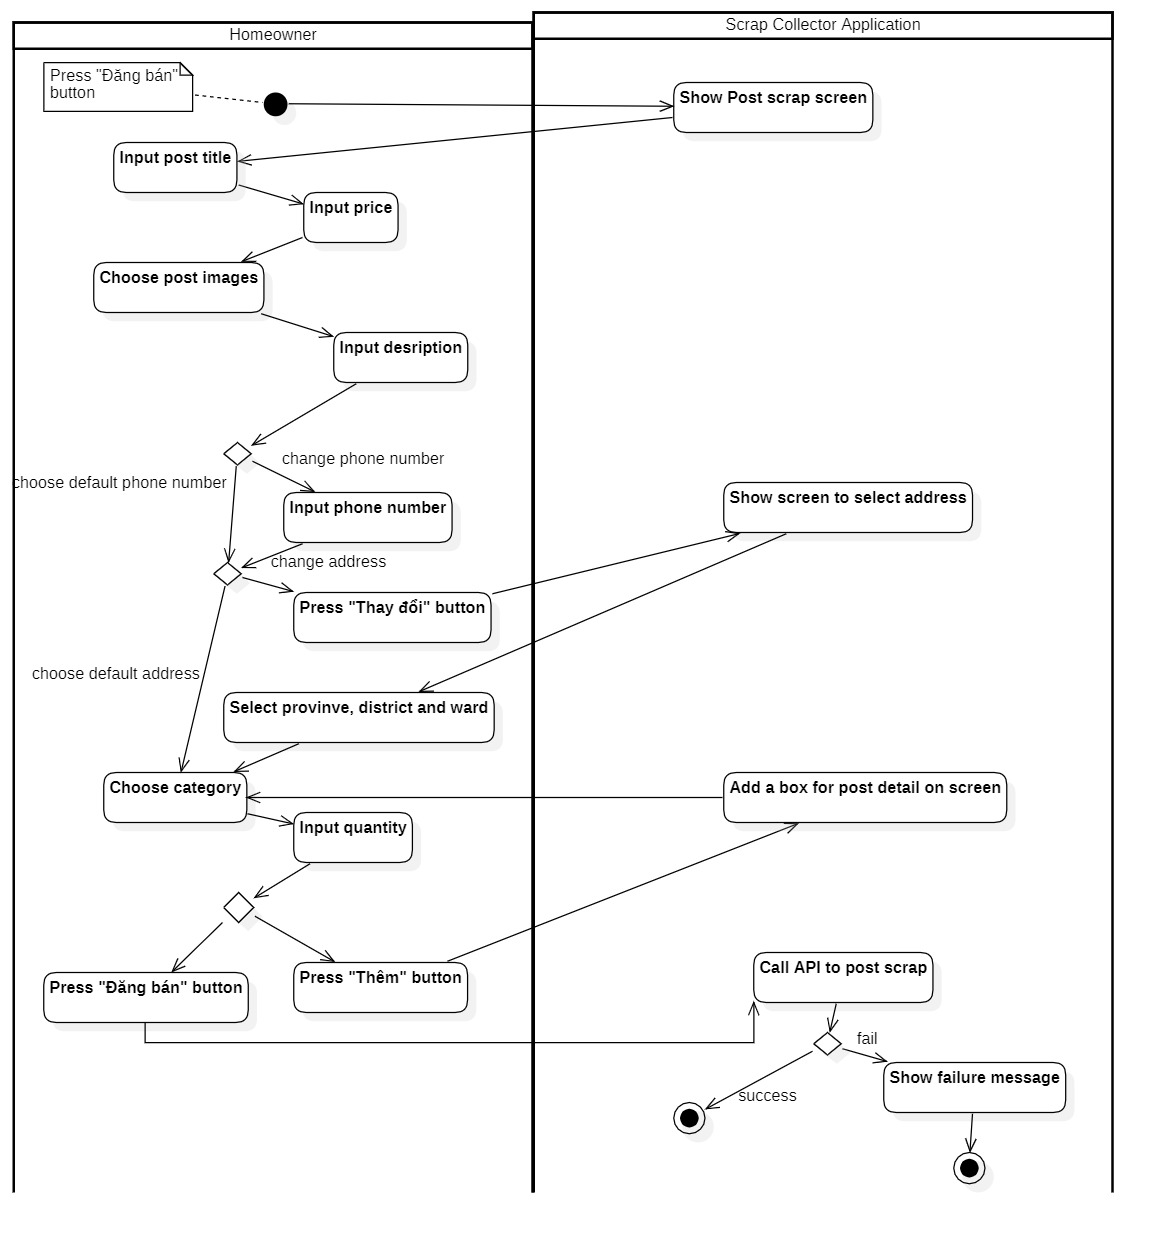 Homeowner
Scrap Collector Application
Press "Đăng bán"
button
Show Post scrap screen
Input post title
Input price
Choose post images
Input desription
change phone number
choose default phone number
Input phone number
Show screen to select address
change address
Press "Thay đổi" button
choose default address
Select provinve, district and ward
Choose category
Add a box for post detail on screen
Input quantity
Press "Đăng bán" button
Press "Thêm" button
Call API to post scrap
fail
Show failure message
success